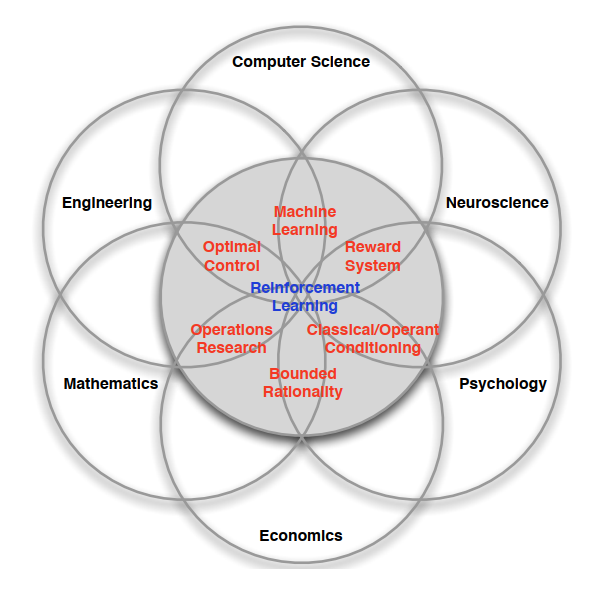 Computer Science
Engineering
Neuroscience
Machine
Learning
Optimal
Control
Reward
System
Reinforcement
Learning
Operations
Research
Classical/Operant
Conditioning
Bounded
Rationality
Mathematics
Psychology
Economics